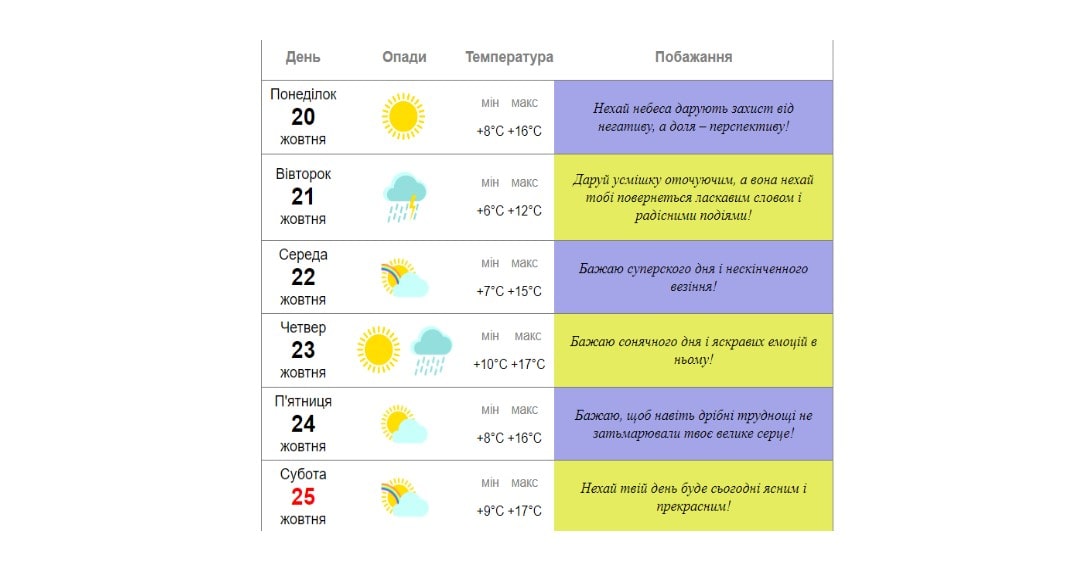 День Опади Температура Побажання
Понеділок
20
жовтня
мін макс
+8°C +16°C
Нехай небеса дарують захист від
негативу, а доля – перспективу!
Вівторок
21
жовтня
мін макс
+6°C +12°C
Даруй усмішку оточуючим, а вона нехай
тобі повернеться ласкавим словом і
радісними подіями!
Середа
22
жовтня
мін макс
+7°C +15°C
Бажаю суперского дня і нескінченного
везіння!
Четвер
23
жовтня
мін макс
+10°C +17°C
Бажаю сонячного дня і яскравих емоцій в
ньому!
П'ятниця
24
жовтня
мін макс
+8°C +16°C
Бажаю, щоб навіть дрібні труднощі не
затьмарювали твоє велике серце!
Субота
25
жовтня
мін макс
+9°C +17°C
Нехай твій день буде сьогодні ясним і
прекрасним!